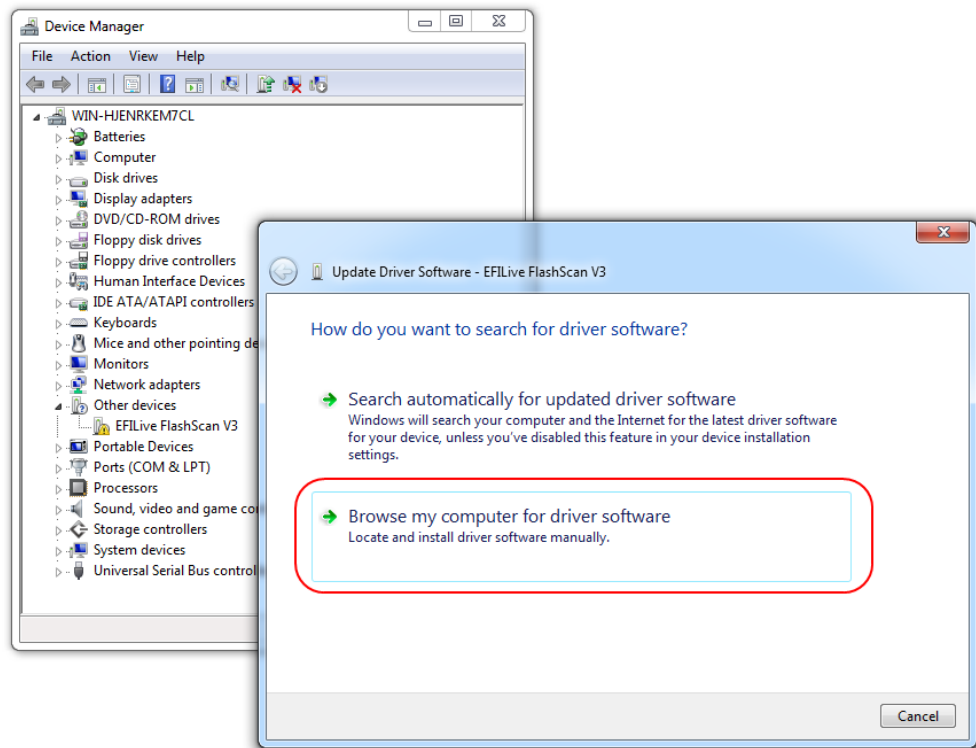 Device Manager
File Action View Help
WIN-HJENRKEM7CL
Batteries
Computer
Disk drives
Display adapters
DVD/CD-ROM drives
Floppy disk drives
Floppy drive controllers
Human Interface Devices
IDE ATA/ATAPI controllers
Keyboards
Mice and other pointing de
Monitors
Network adapters
Other devices
EFILive FlashScan V3
Portable Devices
Ports (COM & LPT)
Processors
Sound, video and game co
Storage controllers
System devices
Universal Serial Bus control
Update Driver Software - EFILive FlashScan V3
How do you want to search for driver software?
Search automatically for updated driver software
Windows will search your computer and the Internet for the latest driver software
for your device, unless you've disabled this feature in your device installation
settings.
Browse my computer for driver software
Locate and install driver software manually.
Cancel